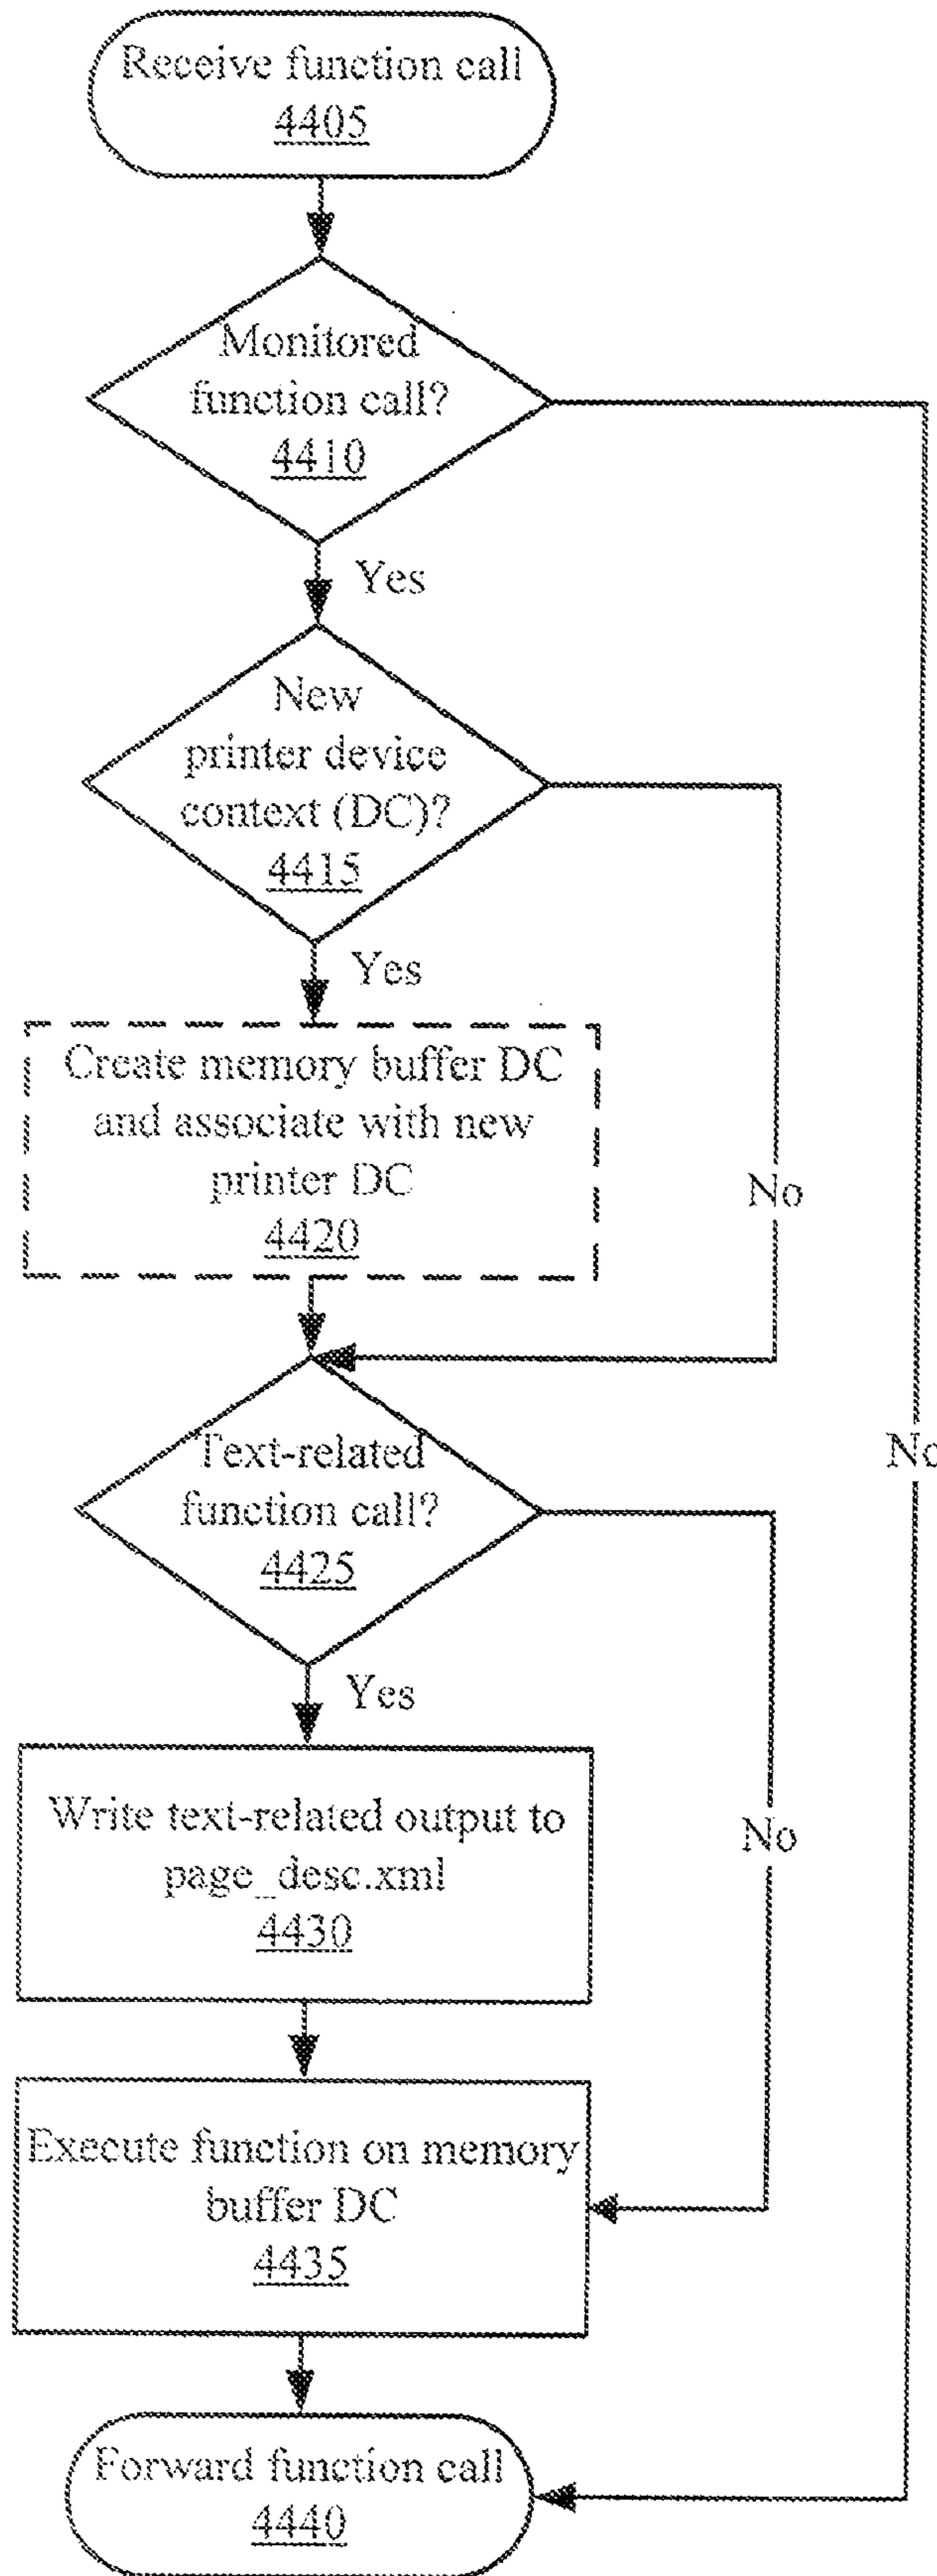 Receive function call
4405
Monitored
function call?
4410
Yes
New
printer device
context (DC)?
4415
Yes
Create memory buffer DC
and associate with new
printer DC
4420
No
Text-related
function call?
4425
No
Yes
Write text-related output to
page_desc.xml
4430
No
Execute function on memory
buffer DC
4435
Forward function call
4440